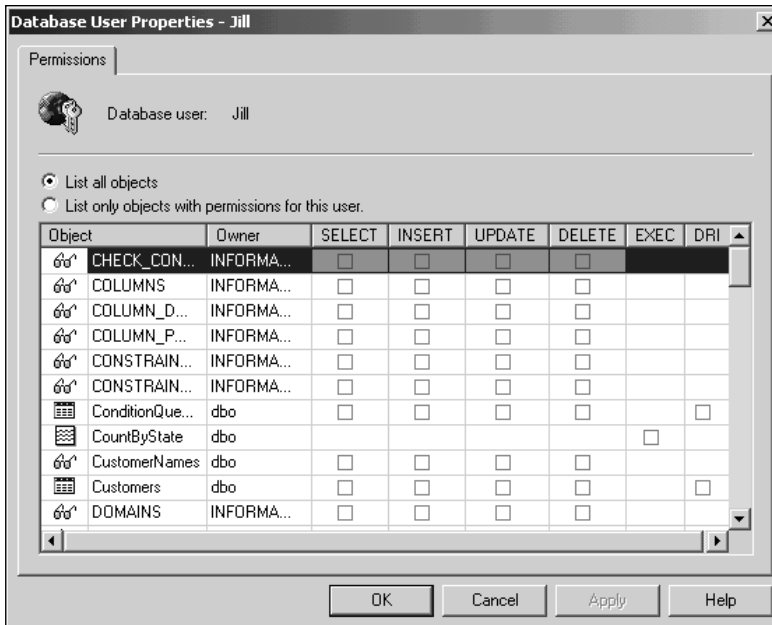 Database User Properties - Jill
Permissions
Database user: Jill
List all objects
List only objects with permissions for this user.
Object Owner SELECT INSERT UPDATE DELETE EXEC DRI
CHECK_CON... INFORMA...
COLUMNS INFORMA...
COLUMN_D... INFORMA...
COLUMN_P... INFORMA...
CONSTRAIN... INFORMA...
CONSTRAIN... INFORMA...
ConditionQue... dbo
CountByState dbo
CustomerNames dbo
Customers dbo
DOMAINS INFORMA...
OK Cancel Apply Help